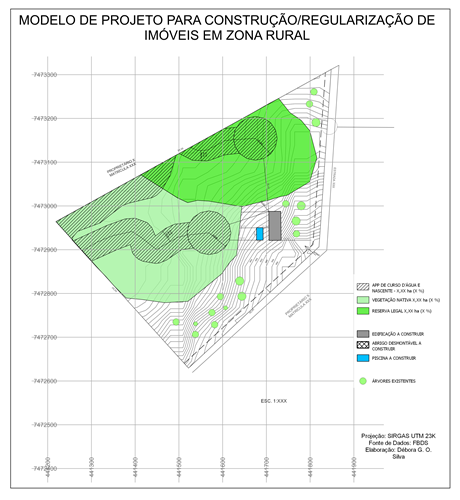 MODELO DE PROJETO PARA CONSTRUÇÃO/REGULARIZAÇÃO DE
IMÓVEIS EM ZONA RURAL
7473300
7473200
7473100
7473000
7472900
7472800
7472700
7472600
7472500
7472400
PROPRIETÁRIO E
MATRÍCULA XXX
PROPRIETÁRIO E
MATRÍCULA XXX
APP DE CURSO D'ÁGUA E
NASCENTE - X,XX ha (X %)
VEGETAÇÃO NATIVA X,XX ha (X %)
RESERVA LEGAL X,XX ha (X %)
EDIFICAÇÃO A CONSTRUIR
ABRIGO DESMONTÁVEL A
CONSTRUIR
PISCINA A CONSTRUIR
ÁRVORES EXISTENTES
ESC. 1:XXX
Projeção: SIRGAS UTM 23K
Fonte de Dados: FBDS
Elaboração: Débora G. O.
Silva
441200
441300
441400
441500
441600
441700
441800
441900